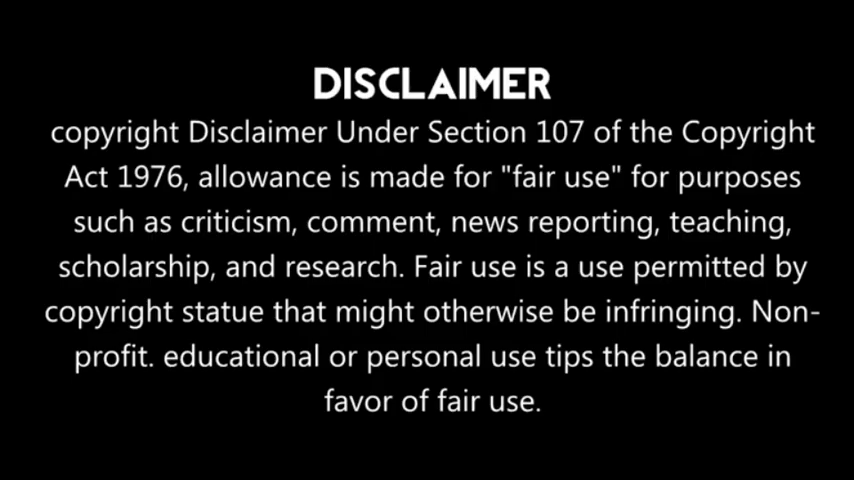 DISCLAIMER
copyright Disclaimer Under Section 107 of the Copyright
Act 1976, allowance is made for "fair use" for purposes
such as criticism, comment, news reporting, teaching,
scholarship, and research. Fair use is a use permitted by
copyright statue that might otherwise be infringing. Non-
profit. educational or personal use tips the balance in
favor of fair use.